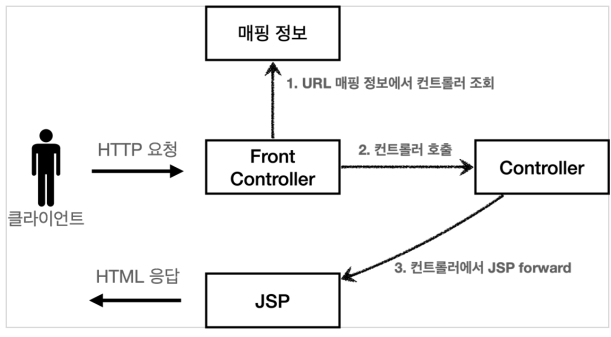 매핑 정보
1. URL 매핑 정보에서 컨트롤러 조회
HTTP 요청
Front
Controller
2. 컨트롤러 호출
Controller
클라이언트
3. 컨트롤러에서 JSP forward
HTML 응답
JSP